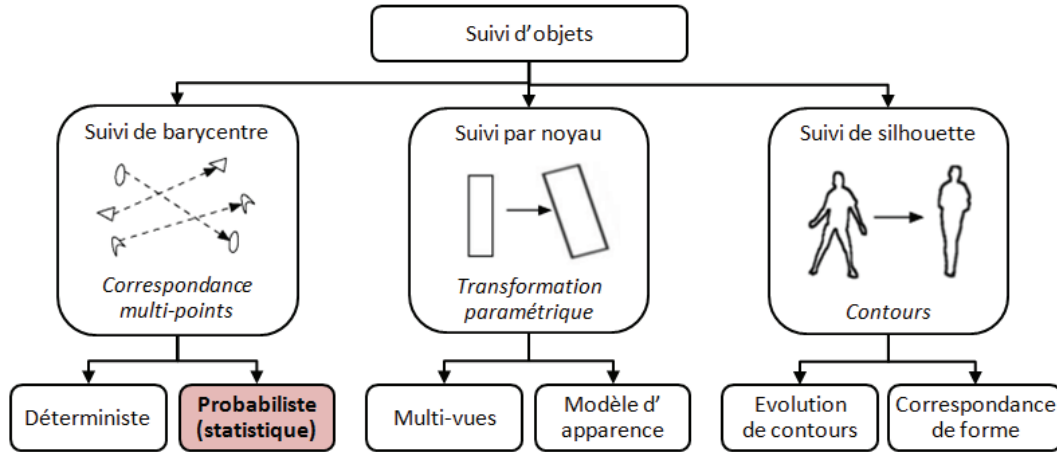 Suivi d'objets
Suivi de barycentre
Correspondance
multi-points
Suivi par noyau
Transformation
paramétrique
Suivi de silhouette
Contours
Déterministe
Probabiliste
(statistique)
Multi-vues
Modèle d'
apparence
Evolution
de contours
Correspondance
de forme